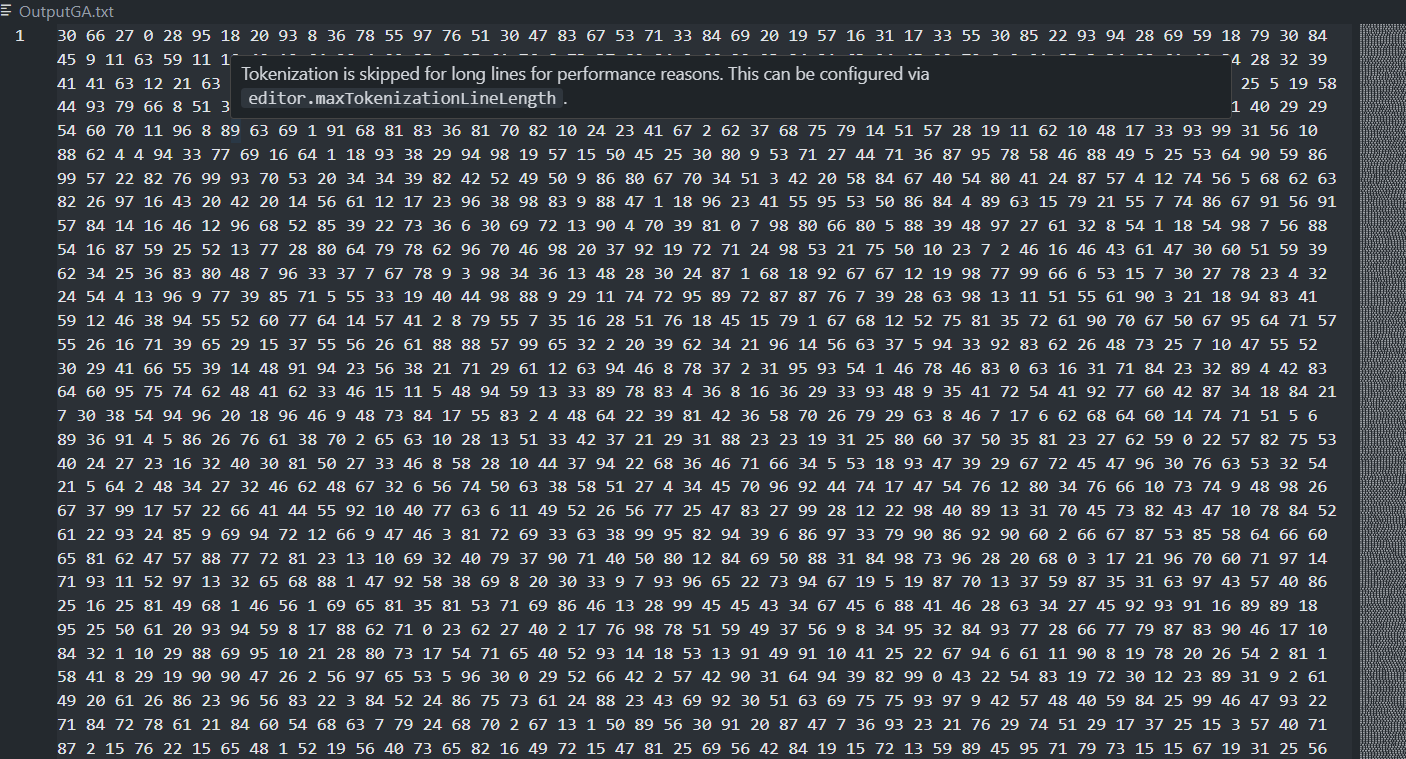 OutputGA.txt
1 30 66 27 0 28 95 18 20 93 8 36 78 55 97 76 51 30 47 83 67 53 71 33 84 69 20 19 57 16 31 17 33 55 30 85 22 93 94 28 69 59 18 79 30 84
45 9 11 63 59 11 4 28 32 39
Tokenization is skipped for long lines for performance reasons. This can be configured via
41 41 63 12 21 63 25 5 19 58
editor.maxTokenizationLineLength.
44 93 79 66 8 51 40 29 29
54 60 70 11 96 8 89 63 69 1 91 68 81 83 36 81 70 82 10 24 23 41 67 2 62 37 68 75 79 14 51 57 28 19 11 62 10 48 17 33 93 99 31 56 10
88 62 4 4 94 33 77 69 16 64 1 18 93 38 29 94 98 19 57 15 50 45 25 30 80 9 53 71 27 44 71 36 87 95 78 58 46 88 49 5 25 53 64 90 59 86
99 57 22 82 76 99 93 70 53 20 34 34 39 82 42 52 49 50 9 86 80 67 70 34 51 3 42 20 58 84 67 40 54 80 41 24 87 57 4 12 74 56 5 68 62 63
82 26 97 16 43 20 42 20 14 56 61 12 17 23 96 38 98 83 9 88 47 1 18 96 23 41 55 95 53 50 86 84 4 89 63 15 79 21 55 7 74 86 67 91 56 91
57 84 14 16 46 12 96 68 52 85 39 22 73 36 6 30 69 72 13 90 4 70 39 81 0 7 98 80 66 80 5 88 39 48 97 27 61 32 8 54 1 18 54 98 7 56 88
54 16 87 59 25 52 13 77 28 80 64 79 78 62 96 70 46 98 20 37 92 19 72 71 24 98 53 21 75 50 10 23 7 2 46 16 46 43 61 47 30 60 51 59 39
62 34 25 36 83 80 48 7 96 33 37 7 67 78 9 3 98 34 36 13 48 28 30 24 87 1 68 18 92 67 67 12 19 98 77 99 66 6 53 15 7 30 27 78 23 4 32
24 54 4 13 96 9 77 39 85 71 5 55 33 19 40 44 98 88 9 29 11 74 72 95 89 72 87 87 76 7 39 28 63 98 13 11 51 55 61 90 3 21 18 94 83 41
59 12 46 38 94 55 52 60 77 64 14 57 41 2 8 79 55 7 35 16 28 51 76 18 45 15 79 1 67 68 12 52 75 81 35 72 61 90 70 67 50 67 95 64 71 57
55 26 16 71 39 65 29 15 37 55 56 26 61 88 88 57 99 65 32 2 20 39 62 34 21 96 14 56 63 37 5 94 33 92 83 62 26 48 73 25 7 10 47 55 52
30 29 41 66 55 39 14 48 91 94 23 56 38 21 71 29 61 12 63 94 46 8 78 37 2 31 95 93 54 1 46 78 46 83 0 63 16 31 71 84 23 32 89 4 42 83
64 60 95 75 74 62 48 41 62 33 46 15 11 5 48 94 59 13 33 89 78 83 4 36 8 16 36 29 33 93 48 9 35 41 72 54 41 92 77 60 42 87 34 18 84 21
7 30 38 54 94 96 20 18 96 46 9 48 73 84 17 55 83 2 4 48 64 22 39 81 42 36 58 70 26 79 29 63 8 46 7 17 6 62 68 64 60 14 74 71 51 5 6
89 36 91 4 5 86 26 76 61 38 70 2 65 63 10 28 13 51 33 42 37 21 29 31 88 23 23 19 31 25 80 60 37 50 35 81 23 27 62 59 0 22 57 82 75 53
40 24 27 23 16 32 40 30 81 50 27 33 46 8 58 28 10 44 37 94 22 68 36 46 71 66 34 5 53 18 93 47 39 29 67 72 45 47 96 30 76 63 53 32 54
21 5 64 2 48 34 27 32 46 62 48 67 32 6 56 74 50 63 38 58 51 27 4 34 45 70 96 92 44 74 17 47 54 76 12 80 34 76 66 10 73 74 9 48 98 26
67 37 99 17 57 22 66 41 44 55 92 10 40 77 63 6 11 49 52 26 56 77 25 47 83 27 99 28 12 22 98 40 89 13 31 70 45 73 82 43 47 10 78 84 52
61 22 93 24 85 9 69 94 72 12 66 9 47 46 3 81 72 69 33 63 38 99 95 82 94 39 6 86 97 33 79 90 86 92 90 60 2 66 67 87 53 85 58 64 66 60
65 81 62 47 57 88 77 72 81 23 13 10 69 32 40 79 37 90 71 40 50 80 12 84 69 50 88 31 84 98 73 96 28 20 68 0 3 17 21 96 70 60 71 97 14
71 93 11 52 97 13 32 65 68 88 1 47 92 58 38 69 8 20 30 33 9 7 93 96 65 22 73 94 67 19 5 19 87 70 13 37 59 87 35 31 63 97 43 57 40 86
25 16 25 81 49 68 1 46 56 1 69 65 81 35 81 53 71 69 86 46 13 28 99 45 45 43 34 67 45 6 88 41 46 28 63 34 27 45 92 93 91 16 89 89 18
95 25 50 61 20 93 94 59 8 17 88 62 71 0 23 62 27 40 2 17 76 98 78 51 59 49 37 56 9 8 34 95 32 84 93 77 28 66 77 79 87 83 90 46 17 10
84 32 1 10 29 88 69 95 10 21 28 80 73 17 54 71 65 40 52 93 14 18 53 13 91 49 91 10 41 25 22 67 94 6 61 11 90 8 19 78 20 26 54 2 81 1
58 41 8 29 19 90 90 47 26 2 56 97 65 53 5 96 30 0 29 52 66 42 2 57 42 90 31 64 94 39 82 99 0 43 22 54 83 19 72 30 12 23 89 31 9 2 61
49 20 61 26 86 23 96 56 83 22 3 84 52 24 86 75 73 61 24 88 23 43 69 92 30 51 63 69 75 75 93 97 9 42 57 48 40 59 84 25 99 46 47 93 22
71 84 72 78 61 21 84 60 54 68 63 7 79 24 68 70 2 67 13 1 50 89 56 30 91 20 87 47 7 36 93 23 21 76 29 74 51 29 17 37 25 15 3 57 40 71
87 2 15 76 22 15 65 48 1 52 19 56 40 73 65 82 16 49 72 15 47 81 25 69 56 42 84 19 15 72 13 59 89 45 95 71 79 73 15 15 67 19 31 25 56